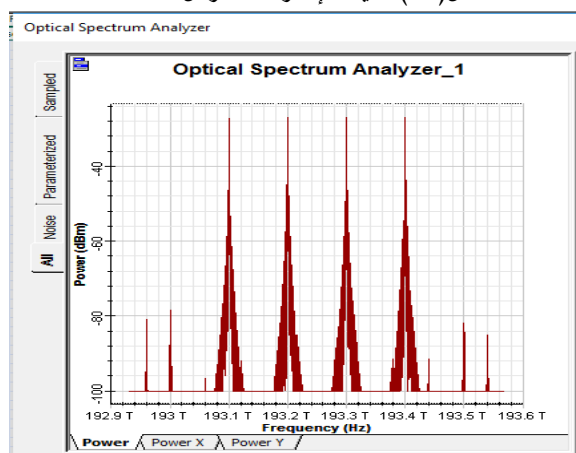 Optical Spectrum Analyzer
Optical Spectrum Analyzer_1
Sampled
Parameterized
Noise
All
Power (dBm)
-40
-60
-80
-100
192.9 T 193 T 193.1 T 193.2 T 193.3 T 193.4 T 193.5 T 193.6 T
Frequency (Hz)
Power Power X Power Y